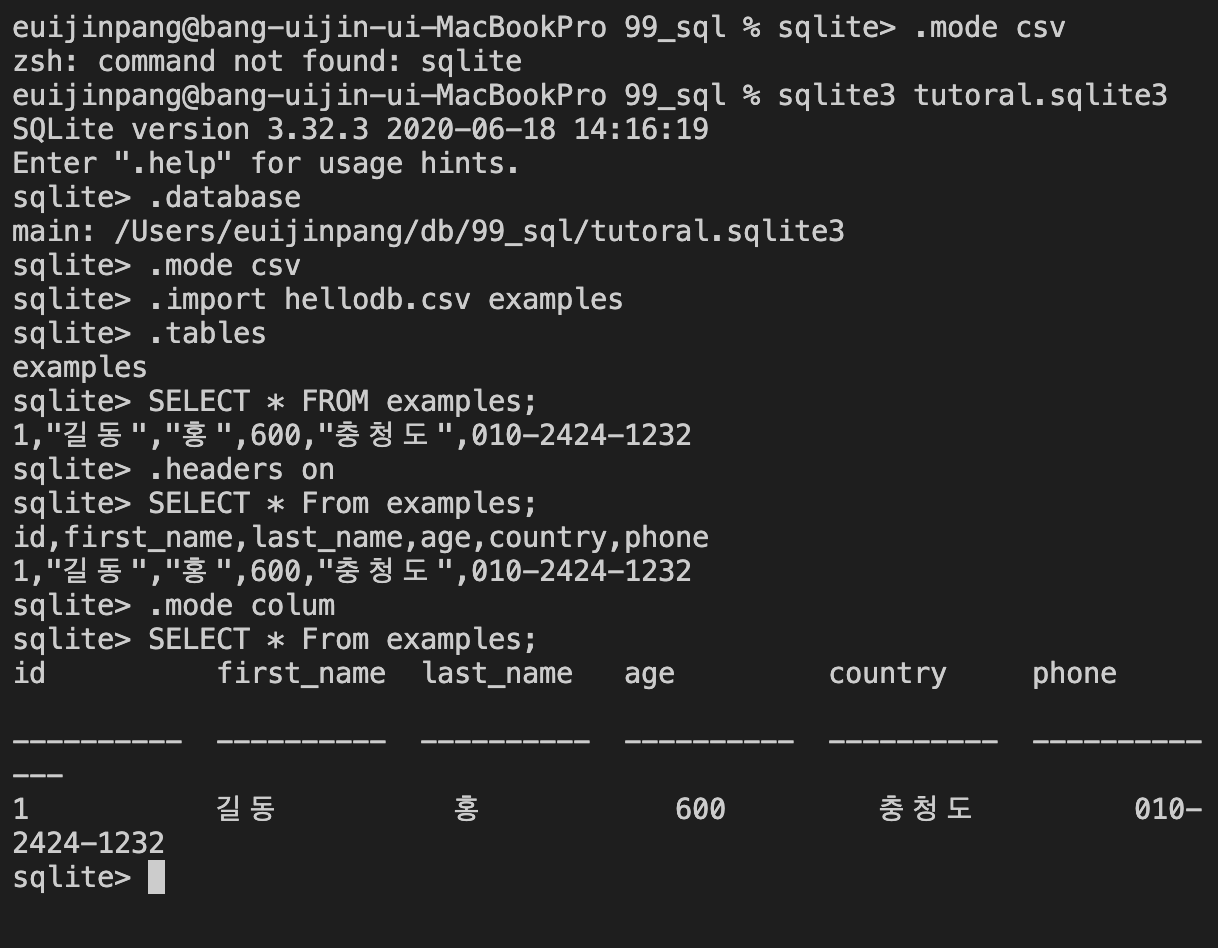 euijinpang@bang-uijin-ui-MacBookPro 99_sql % sqlite> .mode csv
zsh: command not found: sqlite
euijinpang@bang-uijin-ui-MacBookPro 99_sql % sqlite3 tutoral.sqlite3
SQLite version 3.32.3 2020-06-18 14:16:19
Enter ".help" for usage hints.
sqlite> .database
main: /Users/euijinpang/db/99_sql/tutoral.sqlite3
sqlite> .mode csv
sqlite> .import hellodb.csv examples
sqlite> .tables
examples
sqlite> SELECT * FROM examples;
1,"길동","홍",600,"충청도",010-2424-1232
sqlite> .headers on
sqlite> SELECT * From examples;
id,first_name,last_name,age,country,phone
1,"길동","홍",600,"충청도",010-2424-1232
sqlite> .mode colum
sqlite> SELECT * From examples;
id          first_name  last_name   age         country     phone
----------  ----------  ----------  ----------  ----------  ----------
---
1           길동          홍           600         충청도         010-
2424-1232
sqlite>